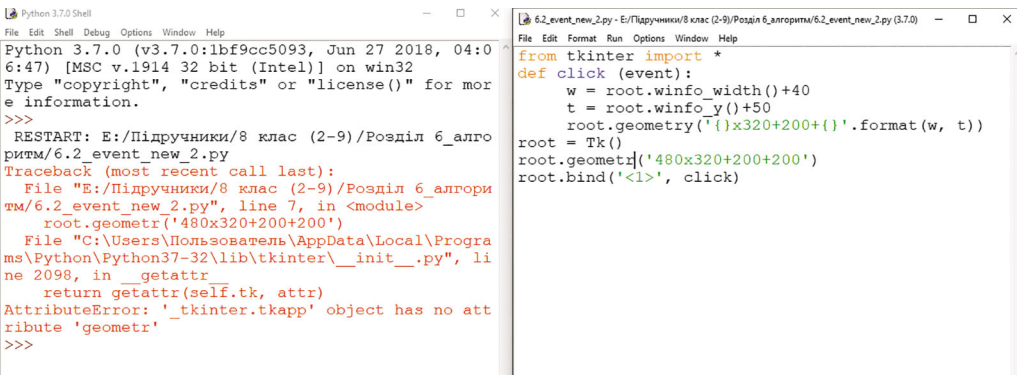 Python 3.7.0 Shell
File Edit Shell Debug Options Window Help
Python 3.7.0 (v3.7.0:1bf9cc5093, Jun 27 2018, 04:0
6:47) [MSC v.1914 32 bit (Intel)] on win32
Type "copyright", "credits" or "license()" for mor
e information.
>>>
 RESTART: E:/Підручники/8 клас (2-9)/Розділ 6_алго
ритм/6.2_event_new_2.py
Traceback (most recent call last):
  File "E:/Підручники/8 клас (2-9)/Розділ 6_алгори
тм/6.2_event_new_2.py", line 7, in <module>
    root.geometr('480x320+200+200')
  File "C:\Users\Пользователь\AppData\Local\Progra
ms\Python\Python37-32\lib\tkinter\__init__.py", li
ne 2098, in __getattr__
    return getattr(self.tk, attr)
AttributeError: '_tkinter.tkapp' object has no att
ribute 'geometr'
>>>
6.2_event_new_2.py - E:/Підручники/8 клас (2-9)/Розділ 6_алгоритм/6.2_event_new_2.py (3.7.0)
File Edit Format Run Options Window Help
from tkinter import *
def click (event):
    w = root.winfo_width()+40
    t = root.winfo_y()+50
    root.geometry('{}x320+200+{}'.format(w, t))
root = Tk()
root.geometr('480x320+200+200')
root.bind('<1>', click)